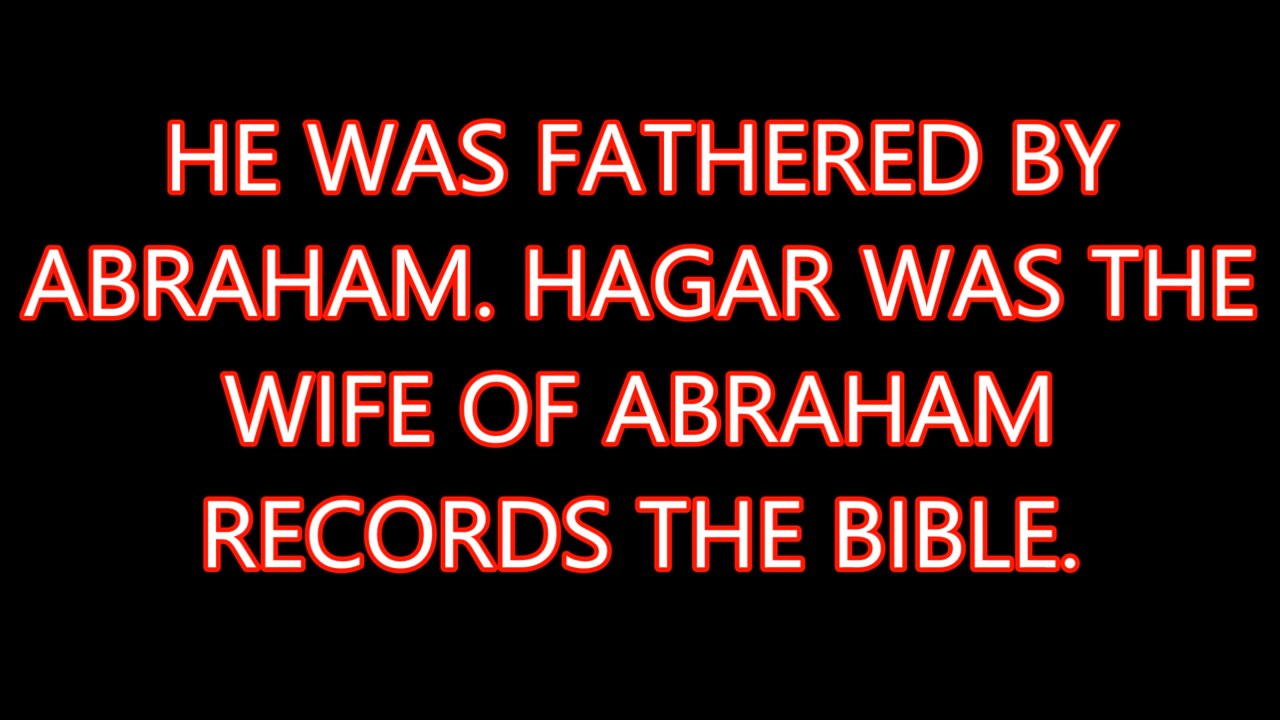 HE WAS FATHERED BY
ABRAHAM. HAGAR WAS THE
WIFE OF ABRAHAM
RECORDS THE BIBLE.